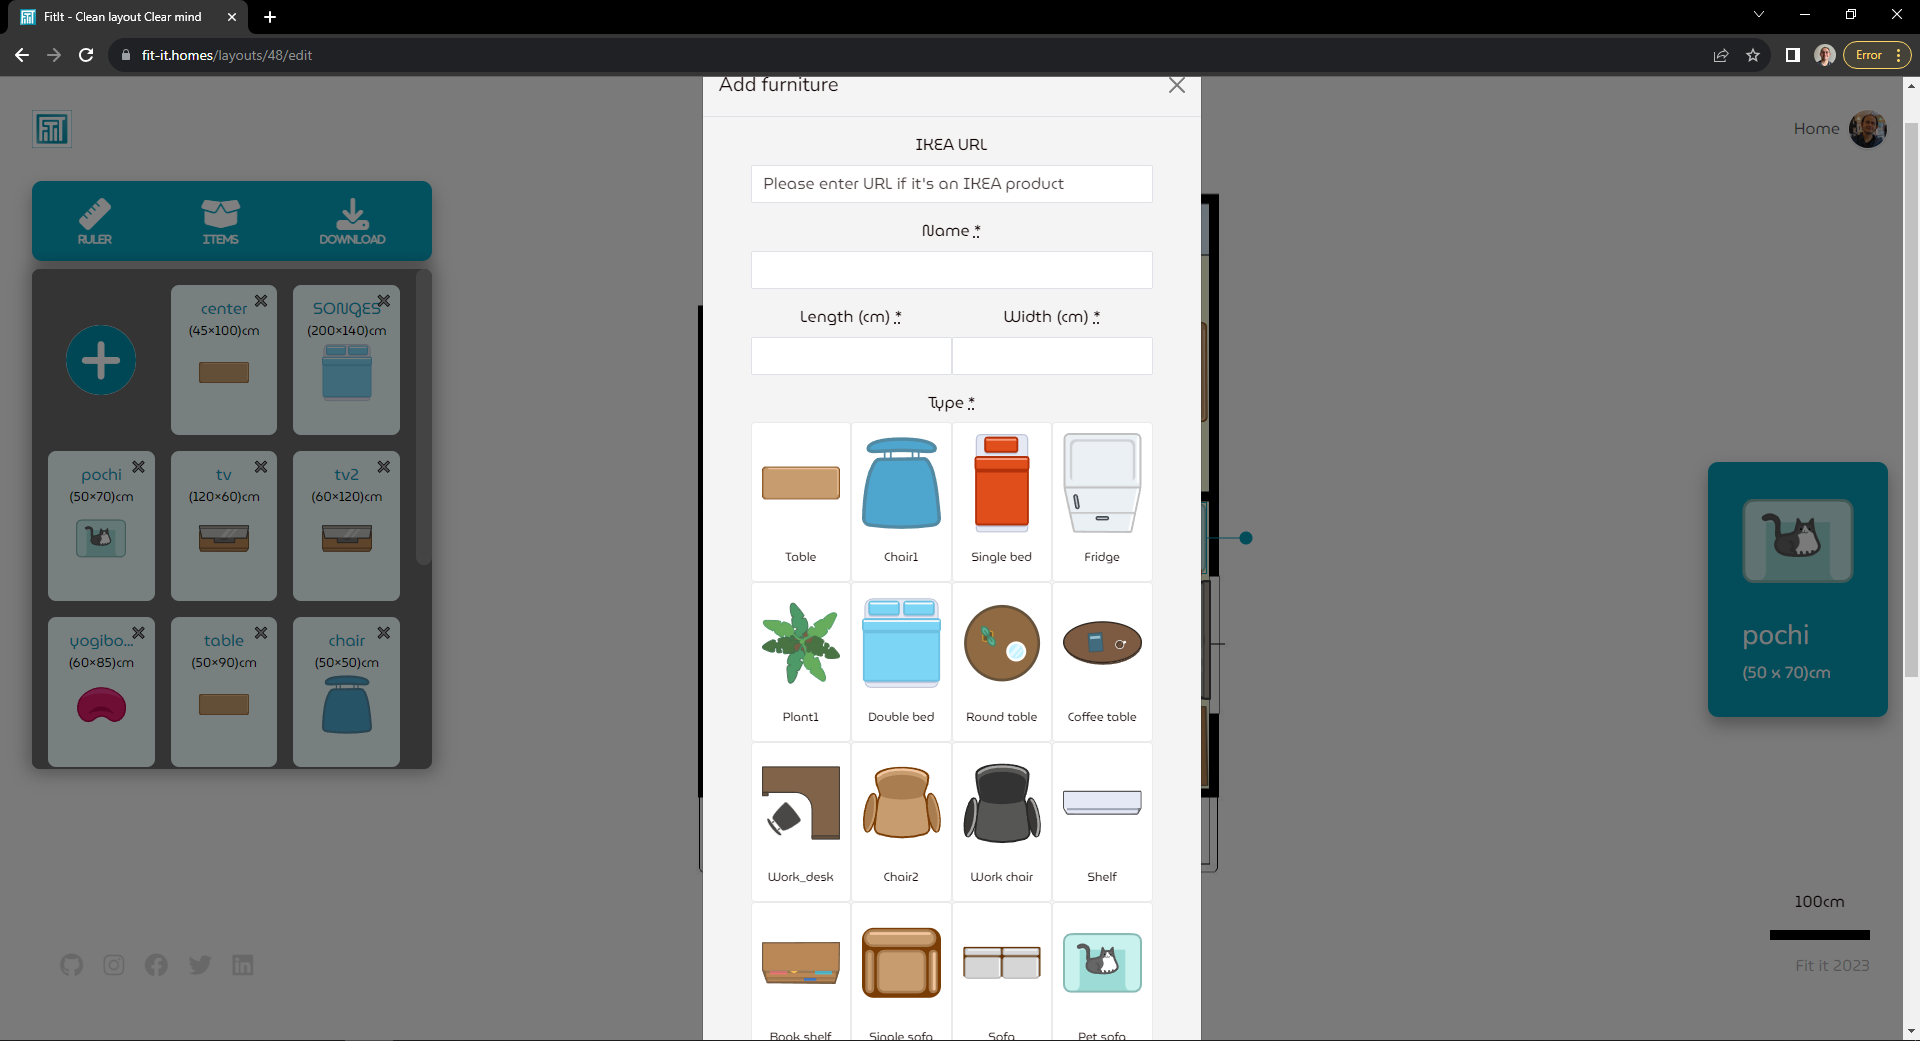 FitIt - Clean layout Clear mind
fit-it.homes/layouts/48/edit
Error
Add furniture
Home
RULER
ITEMS
DOWNLOAD
center
(45×100)cm
SONGES
(200×140)cm
pochi
(50×70)cm
tv
(120×60)cm
tv2
(60×120)cm
yogibo...
(60×85)cm
table
(50×90)cm
chair
(50×50)cm
IKEA URL
Please enter URL if it's an IKEA product
Name *
Length (cm) *
Width (cm) *
Type *
Table
Chair1
Single bed
Fridge
Plant1
Double bed
Round table
Coffee table
Work_desk
Chair2
Work chair
Shelf
Book shelf
Single sofa
Sofa
Pet sofa
pochi
(50 x 70)cm
100cm
Fit it 2023